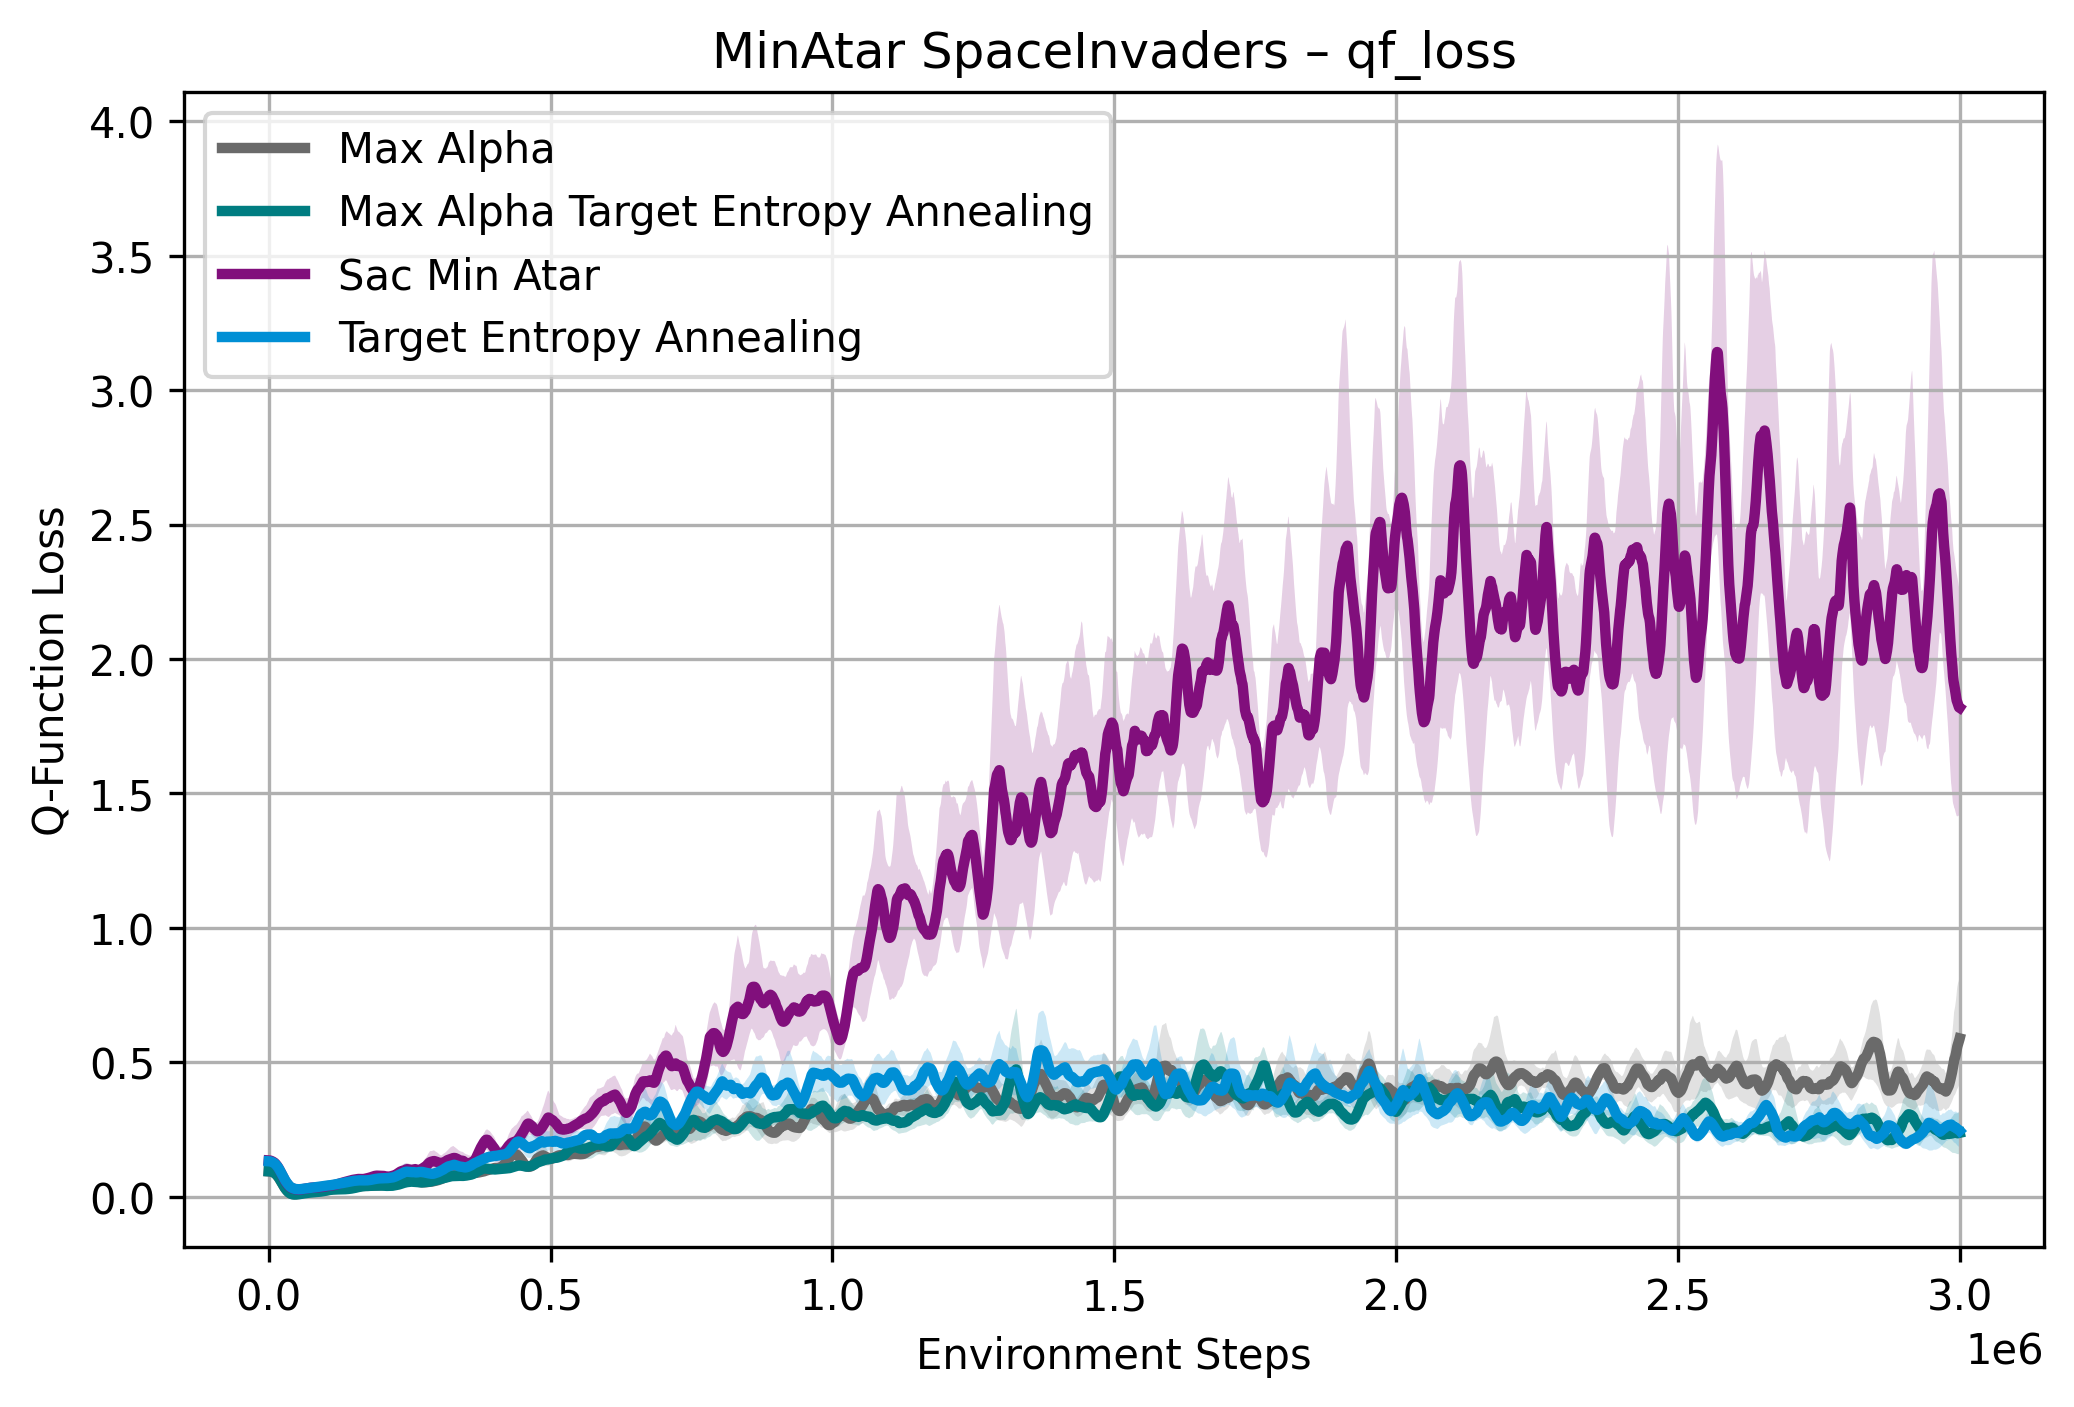 MinAtar SpaceInvaders – qf_loss
4.0
3.5
3.0
2.5
2.0
1.5
1.0
0.5
0.0
Q-Function Loss
Max Alpha
Max Alpha Target Entropy Annealing
Sac Min Atar
Target Entropy Annealing
0.0 0.5 1.0 1.5 2.0 2.5 3.0
1e6
Environment Steps